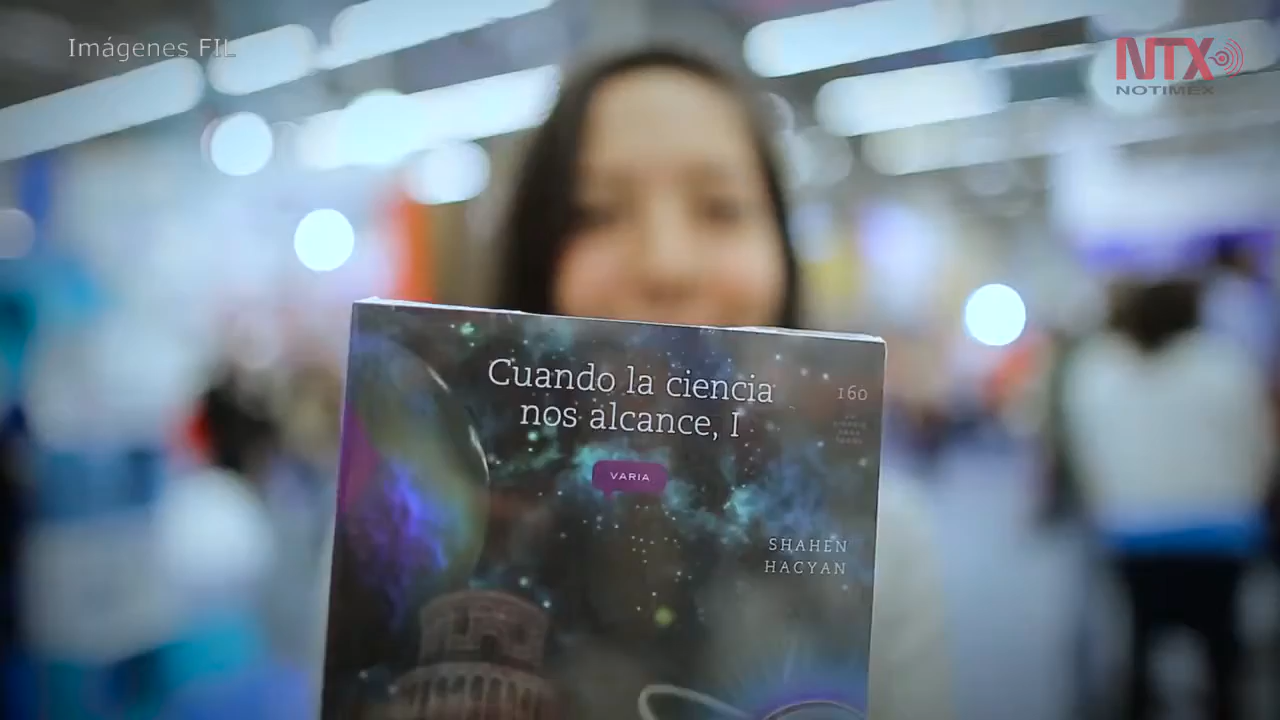 Imágenes FIL
NTX
NOTIMEX
Cuando la ciencia
nos alcance, I
160
VARIA
SHAHEN
HACYAN